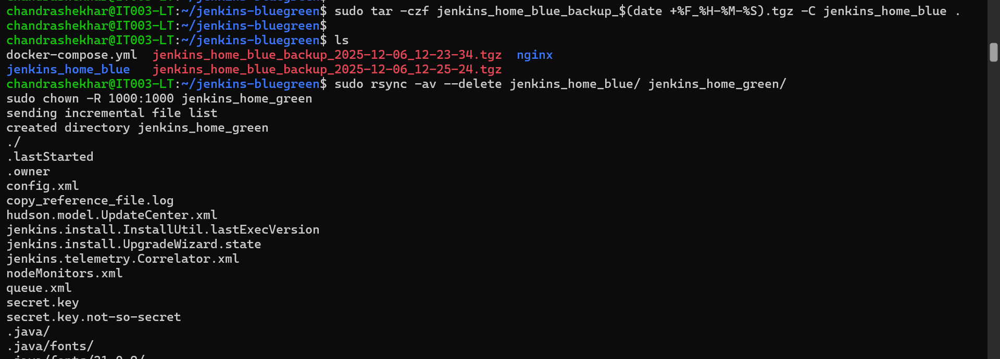 chandrashekhar@IT003-LT:~/jenkins-bluegreen$
chandrashekhar@IT003-LT:~/jenkins-bluegreen$ sudo tar -czf jenkins_home_blue_backup_$(date +%F_%H-%M-%S).tgz -C jenkins_home_blue .
chandrashekhar@IT003-LT:~/jenkins-bluegreen$
chandrashekhar@IT003-LT:~/jenkins-bluegreen$ ls
docker-compose.yml  jenkins_home_blue_backup_2025-12-06_12-23-34.tgz  nginx
jenkins_home_blue   jenkins_home_blue_backup_2025-12-06_12-25-24.tgz
chandrashekhar@IT003-LT:~/jenkins-bluegreen$ sudo rsync -av --delete jenkins_home_blue/ jenkins_home_green/
sudo chown -R 1000:1000 jenkins_home_green
sending incremental file list
created directory jenkins_home_green
./
.lastStarted
.owner
config.xml
copy_reference_file.log
hudson.model.UpdateCenter.xml
jenkins.install.InstallUtil.lastExecVersion
jenkins.install.UpgradeWizard.state
jenkins.telemetry.Correlator.xml
nodeMonitors.xml
queue.xml
secret.key
secret.key.not-so-secret
.java/
.java/fonts/